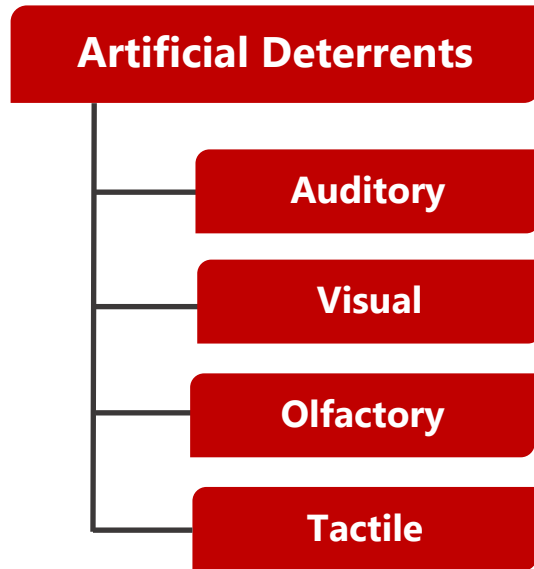 Artificial Deterrents
Auditory
Visual
Olfactory
Tactile